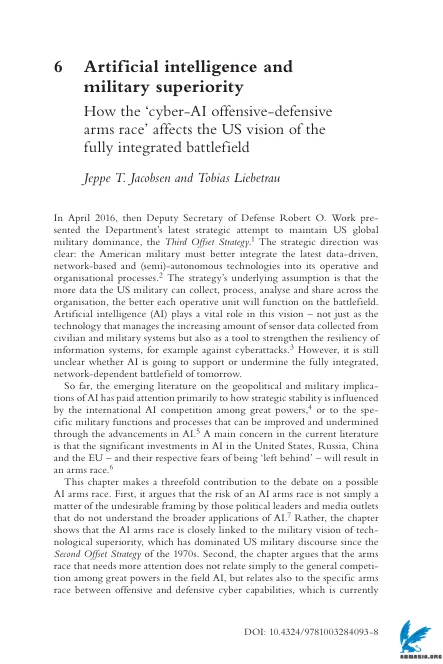 6 Artificial intelligence and
military superiority
How the ‘cyber-AI offensive-defensive
arms race’ affects the US vision of the
fully integrated battlefield
Jeppe T. Jacobsen and Tobias Liebetrau
In April 2016, then Deputy Secretary of Defense Robert O. Work pre-
sented the Department’s latest strategic attempt to maintain US global
military dominance, the Third Offset Strategy.1 The strategic direction was
clear: the American military must better integrate the latest data-driven,
network-based and (semi)-autonomous technologies into its operative and
organisational processes.2 The strategy’s underlying assumption is that the
more data the US military can collect, process, analyse and share across the
organisation, the better each operative unit will function on the battlefield.
Artificial intelligence (AI) plays a vital role in this vision – not just as the
technology that manages the increasing amount of sensor data collected from
civilian and military systems but also as a tool to strengthen the resiliency of
information systems, for example against cyberattacks.3 However, it is still
unclear whether AI is going to support or undermine the fully integrated,
network-dependent battlefield of tomorrow.
So far, the emerging literature on the geopolitical and military implica-
tions of AI has paid attention primarily to how strategic stability is influenced
by the international AI competition among great powers,4 or to the spe-
cific military functions and processes that can be improved and undermined
through the advancements in AI.5 A main concern in the current literature
is that the significant investments in AI in the United States, Russia, China
and the EU – and their respective fears of being ‘left behind’ – will result in
an arms race.6
This chapter makes a threefold contribution to the debate on a possible
AI arms race. First, it argues that the risk of an AI arms race is not simply a
matter of the undesirable framing by those political leaders and media outlets
that do not understand the broader applications of AI.7 Rather, the chapter
shows that the AI arms race is closely linked to the military vision of tech-
nological superiority, which has dominated US military discourse since the
Second Offset Strategy of the 1970s. Second, the chapter argues that the arms
race that needs more attention does not relate simply to the general competi-
tion among great powers in the field AI, but relates also to the specific arms
race between offensive and defensive cyber capabilities, which is currently
DOI: 10.4324/9781003284093-8